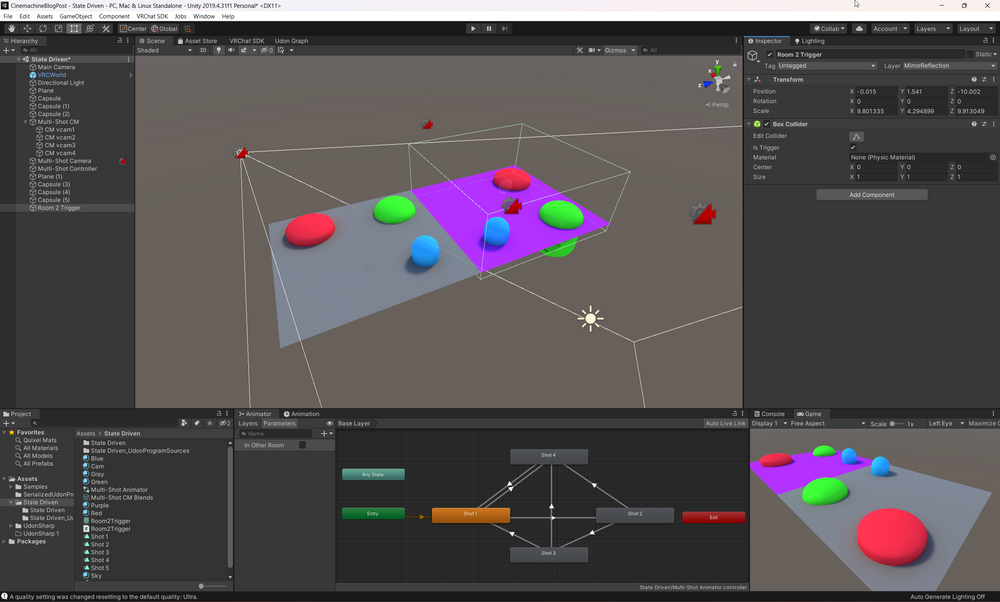 CinemachineBlogPost - State Driven - PC, Mac & Linux Standalone - Unity 2019.4.31f1 Personal* <DX11>
File Edit Assets GameObject Component VRChat SDK Jobs Window Help
Center Global Collab Account Layers Layout
Hierarchy
All
State Driven*
Main Camera
VRCWorld
Directional Light
Plane
Capsule
Capsule (1)
Capsule (2)
Multi-Shot CM
CM vcam1
CM vcam2
CM vcam3
CM vcam4
Multi-Shot Camera
Multi-Shot Controller
Plane (1)
Capsule (3)
Capsule (4)
Capsule (5)
Room 2 Trigger
Scene Asset Store VRChat SDK Udon Graph
Shaded 2D Gizmos All
y
x
z
Persp
Inspector Lighting
Room 2 Trigger Static
Tag Untagged Layer MirrorReflection
Transform
Position X -0.015 Y 1.541 Z -10.002
Rotation X 0 Y 0 Z 0
Scale X 9.801335 Y 4.294899 Z 9.913049
Box Collider
Edit Collider
Is Trigger
Material None (Physic Material)
Center X 0 Y 0 Z 0
Size X 1 Y 1 Z 1
Add Component
Project
Favorites
Quixel Mats
All Materials
All Models
All Prefabs
Assets
Samples
SerializedUdonPr
State Driven
State Driven
State Driven_Ud
UdonSharp
UdonSharp 1
Packages
Assets > State Driven
State Driven
State Driven_UdonProgramSources
Blue
Cam
Gray
Green
Multi-Shot Animator
Multi-Shot CM Blends
Purple
Red
Room2Trigger
Room2Trigger
Shot 1
Shot 2
Shot 3
Shot 4
Shot 5
Sky
Animator Animation
Layers Parameters Base Layer Auto Live Link
Name
In Other Room
Any State
Entry
Shot 1
Shot 4
Shot 2
Shot 3
Exit
State Driven/Multi-Shot Animator.controller
Console Game
Display 1 Free Aspect Scale 1x Left Eye Maximize
A quality setting was changed resetting to the default quality: Ultra.
Auto Generate Lighting Off